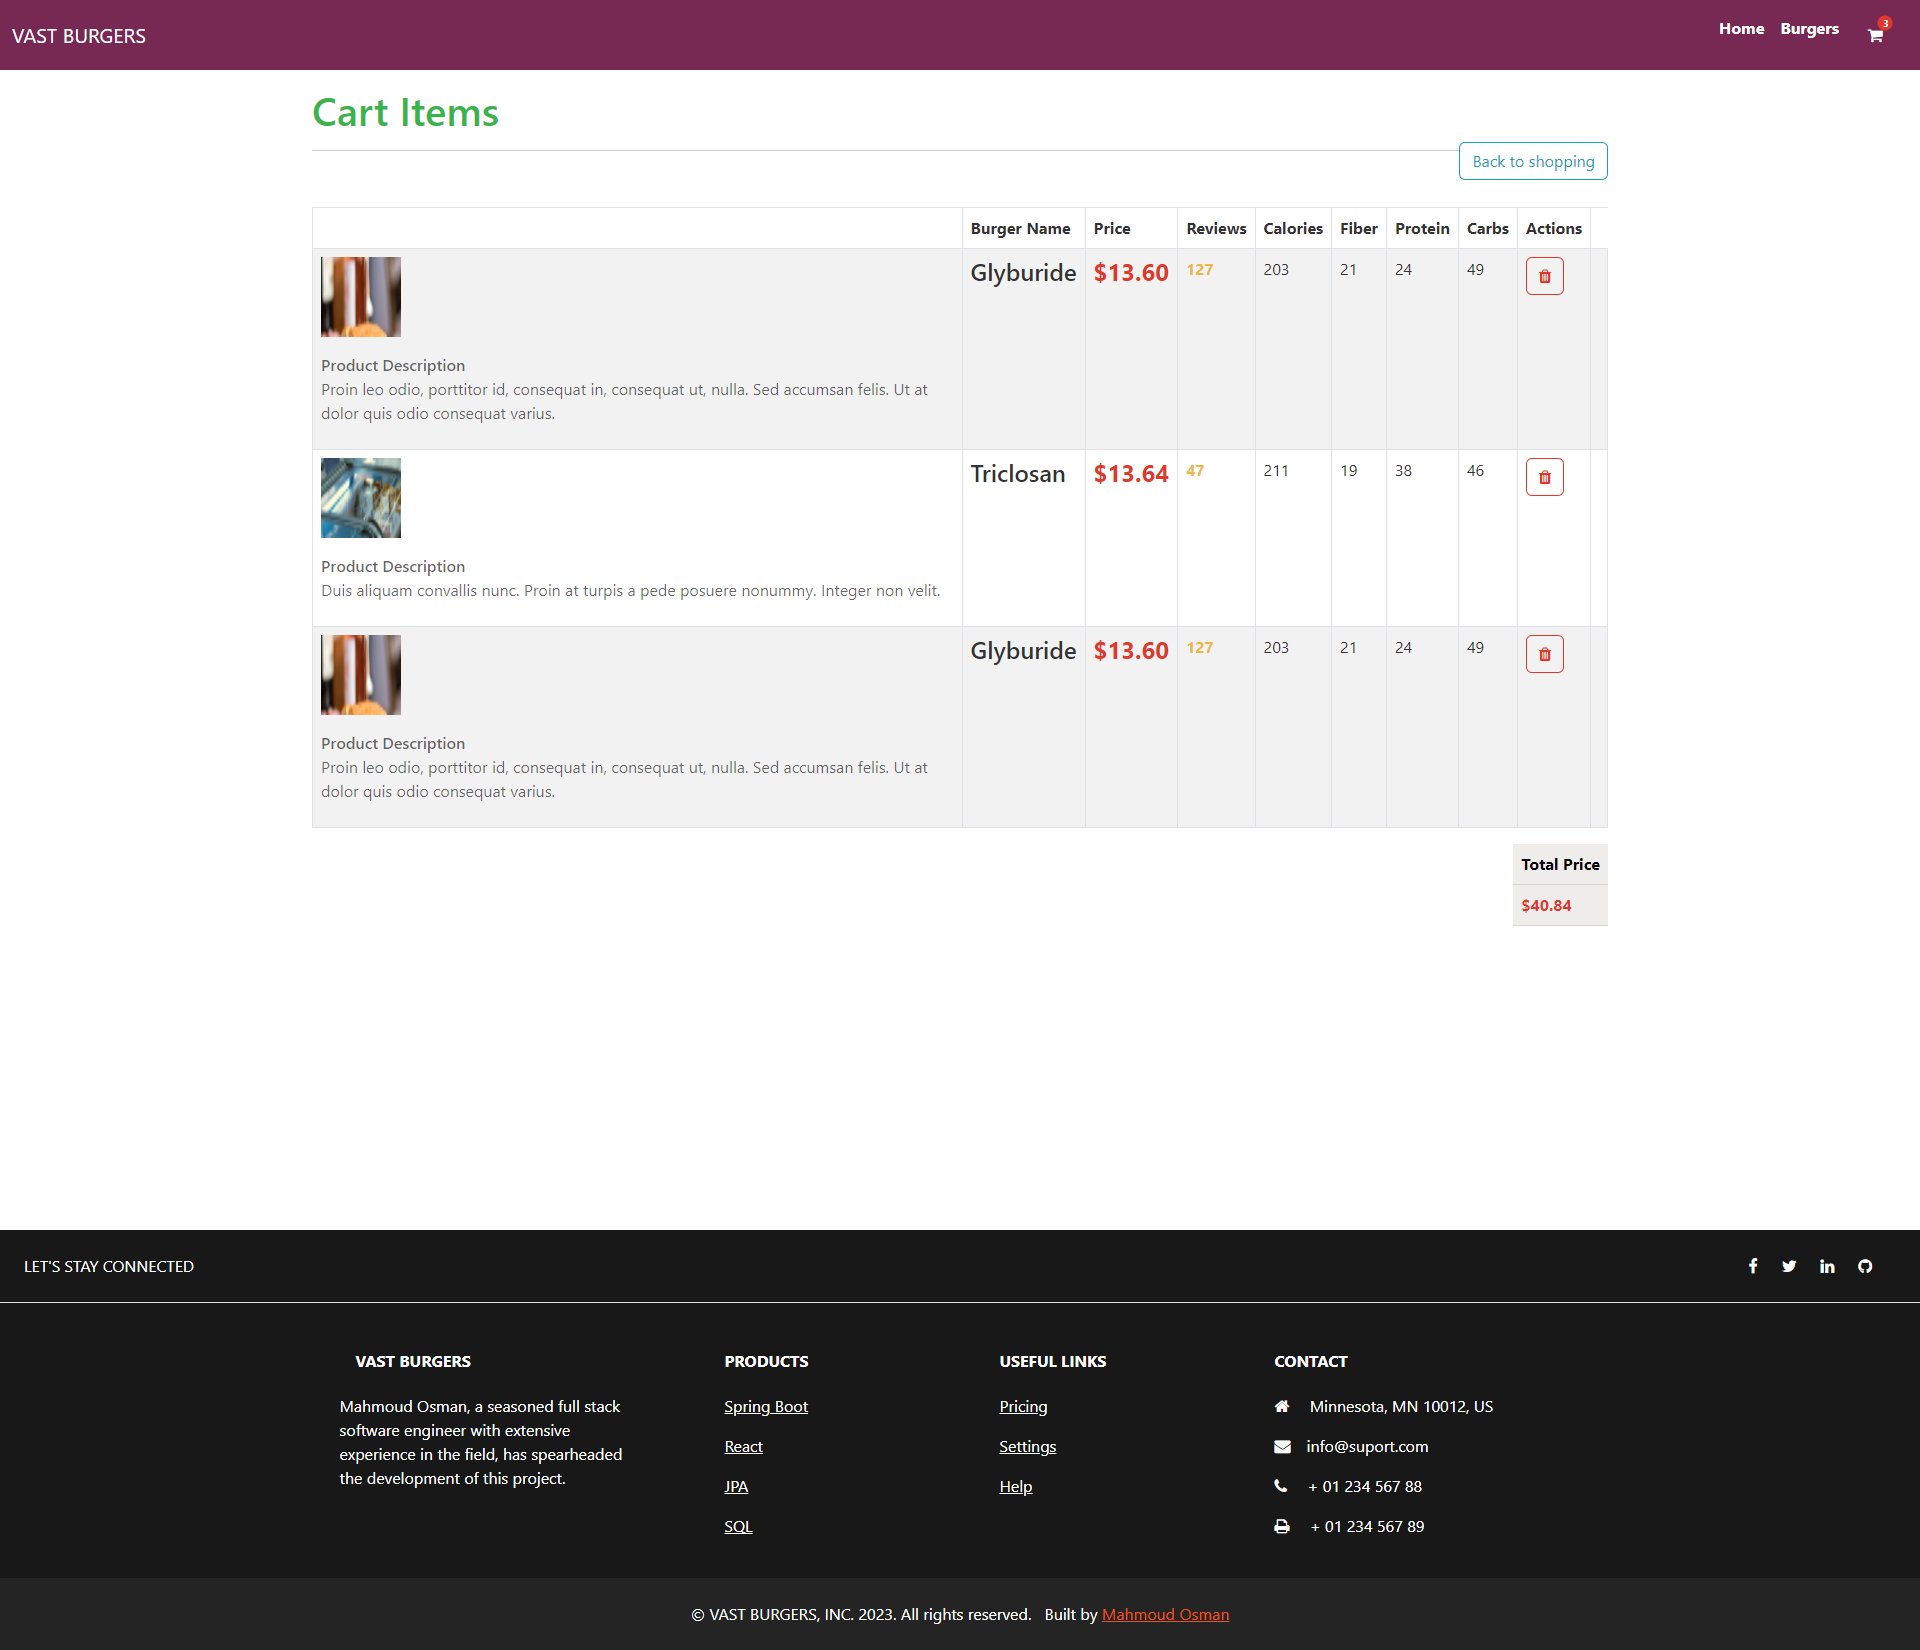 VAST BURGERS
Home Burgers 3
Cart Items
Back to shopping
Burger Name Price Reviews Calories Fiber Protein Carbs Actions
Glyburide $13.60 127 203 21 24 49
Product Description
Proin leo odio, porttitor id, consequat in, consequat ut, nulla. Sed accumsan felis. Ut at
dolor quis odio consequat varius.
Triclosan $13.64 47 211 19 38 46
Product Description
Duis aliquam convallis nunc. Proin at turpis a pede posuere nonummy. Integer non velit.
Glyburide $13.60 127 203 21 24 49
Product Description
Proin leo odio, porttitor id, consequat in, consequat ut, nulla. Sed accumsan felis. Ut at
dolor quis odio consequat varius.
Total Price
$40.84
LET'S STAY CONNECTED
VAST BURGERS
Mahmoud Osman, a seasoned full stack
software engineer with extensive
experience in the field, has spearheaded
the development of this project.
PRODUCTS
Spring Boot
React
JPA
SQL
USEFUL LINKS
Pricing
Settings
Help
CONTACT
Minnesota, MN 10012, US
info@suport.com
+ 01 234 567 88
+ 01 234 567 89
© VAST BURGERS, INC. 2023. All rights reserved. Built by Mahmoud Osman